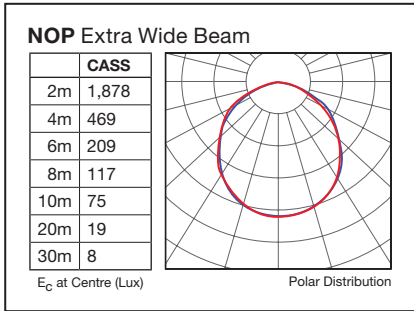 NOP Extra Wide Beam
CASS
2m 1,878
4m 469
6m 209
8m 117
10m 75
20m 19
30m 8
EC at Centre (Lux)
Polar Distribution